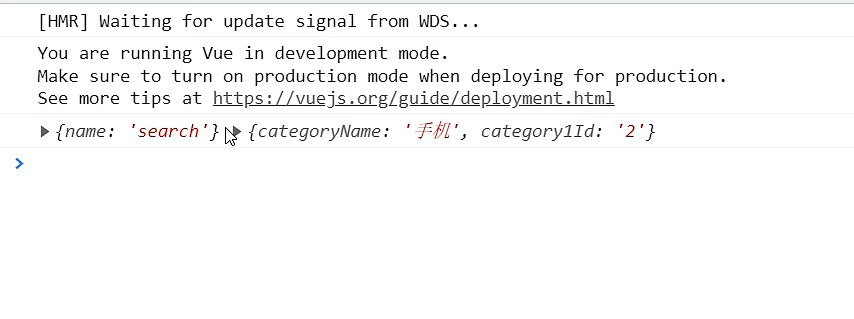 [HMR] Waiting for update signal from WDS...
You are running Vue in development mode.
Make sure to turn on production mode when deploying for production.
See more tips at https://vuejs.org/guide/deployment.html
{name: 'search'} {categoryName: '手机', category1Id: '2'}